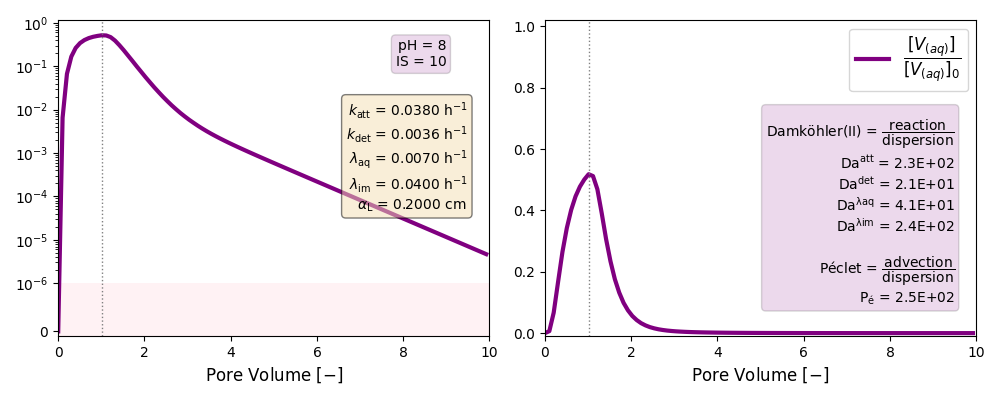 10⁰
10⁻¹
10⁻²
10⁻³
10⁻⁴
10⁻⁵
10⁻⁶
0
0 2 4 6 8 10
Pore Volume [−]
pH = 8
IS = 10
k_att = 0.0380 h⁻¹
k_det = 0.0036 h⁻¹
λ_aq = 0.0070 h⁻¹
λ_im = 0.0400 h⁻¹
α_L = 0.2000 cm
1.0
0.8
0.6
0.4
0.2
0.0
0 2 4 6 8 10
Pore Volume [−]
[V_(aq)]
[V_(aq)]₀
Damköhler(II) = reaction
dispersion
Da^att = 2.3E+02
Da^det = 2.1E+01
Da^λaq = 4.1E+01
Da^λim = 2.4E+02
Péclet = advection
dispersion
P_é = 2.5E+02